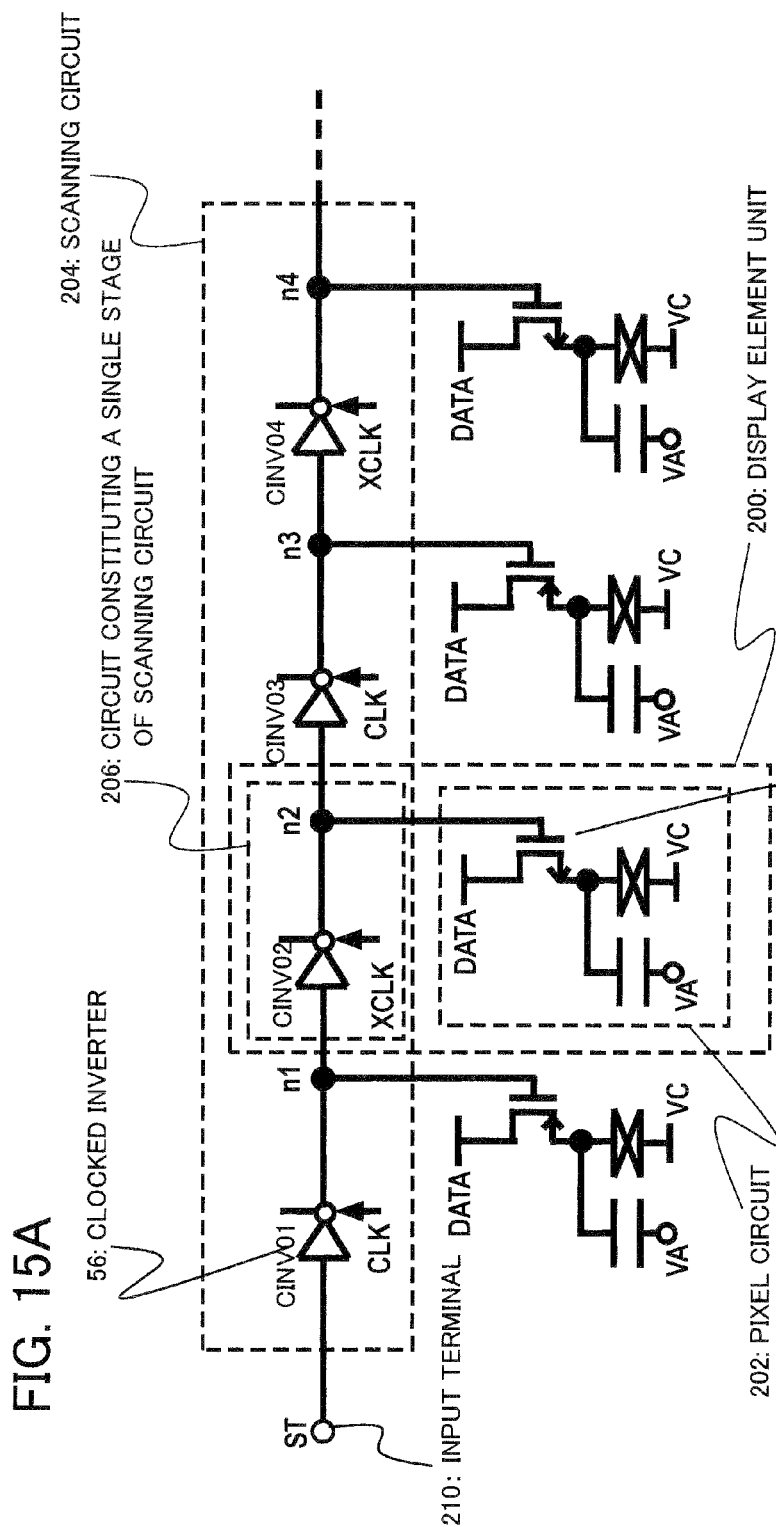 FIG. 15A
204: SCANNING CIRCUIT
206: CIRCUIT CONSTITUTING A SINGLE STAGE
OF SCANNING CIRCUIT
56: CLOCKED INVERTER
ST
CINV01
CLK
n1
CINV02
XCLK
n2
CINV03
CLK
n3
CINV04
XCLK
n4
210: INPUT TERMINAL
DATA
VA
VC
DATA
VA
VC
DATA
VA
VC
DATA
VA
VC
202: PIXEL CIRCUIT
200: DISPLAY ELEMENT UNIT